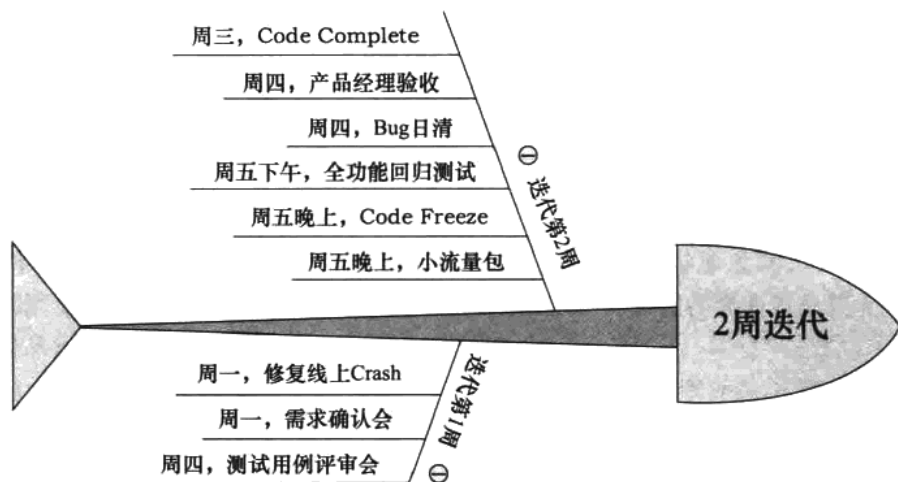 周三，Code Complete
周四，产品经理验收
周四，Bug日清
周五下午，全功能回归测试
周五晚上，Code Freeze
周五晚上，小流量包
① 迭代第2周
2周迭代
周一，修复线上Crash
周一，需求确认会
周四，测试用例评审会
迭代第1周 ①